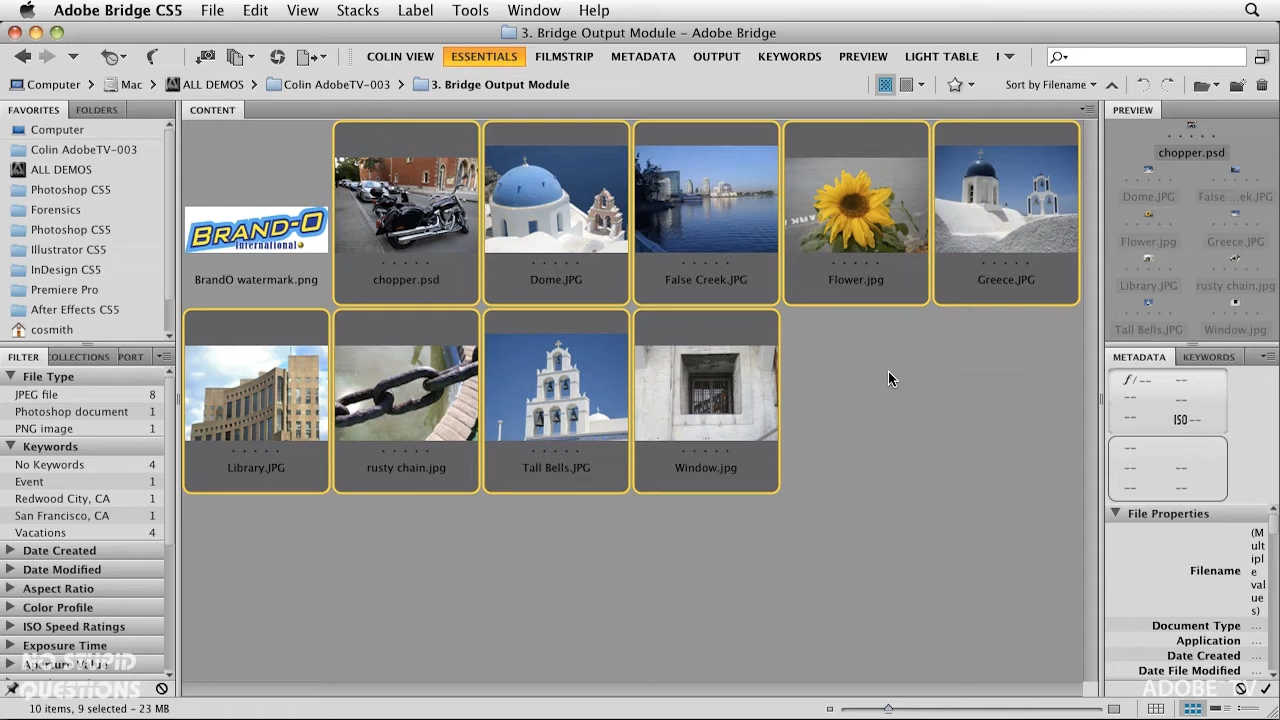 Adobe Bridge CS5 File Edit View Stacks Label Tools Window Help
3. Bridge Output Module – Adobe Bridge
COLIN VIEW ESSENTIALS FILMSTRIP METADATA OUTPUT KEYWORDS PREVIEW LIGHT TABLE
Computer > Mac > ALL DEMOS > Colin AdobeTV-003 > 3. Bridge Output Module
Sort by Filename
FAVORITES FOLDERS
Computer
Colin AdobeTV-003
ALL DEMOS
Photoshop CS5
Forensics
Photoshop CS5
Illustrator CS5
InDesign CS5
Premiere Pro
After Effects CS5
cosmith
FILTER COLLECTIONS PORT
File Type
JPEG file 8
Photoshop document 1
PNG image 1
Keywords
No Keywords 4
Event 1
Redwood City, CA 1
San Francisco, CA 1
Vacations 4
Date Created
Date Modified
Aspect Ratio
Color Profile
ISO Speed Ratings
Exposure Time
Aperture Value
NO STUPID
QUESTIONS
10 items, 9 selected – 23 MB
CONTENT
BRAND-O
international
BrandO watermark.png
chopper.psd
Dome.JPG
False Creek.JPG
Flower.jpg
Greece.JPG
Library.JPG
rusty chain.jpg
Tall Bells.JPG
Window.jpg
PREVIEW
chopper.psd
Dome.JPG False ...ek.JPG
Flower.jpg Greece.JPG
Library.JPG rusty chain.jpg
Tall Bells.JPG Window.jpg
METADATA KEYWORDS
ƒ/-- --
-- --
-- ISO --
--
-- --
-- --
File Properties
Filename (Multiple values)
Document Type ...
Application ...
Date Created ...
Date File Modified ...
ADOBE TV